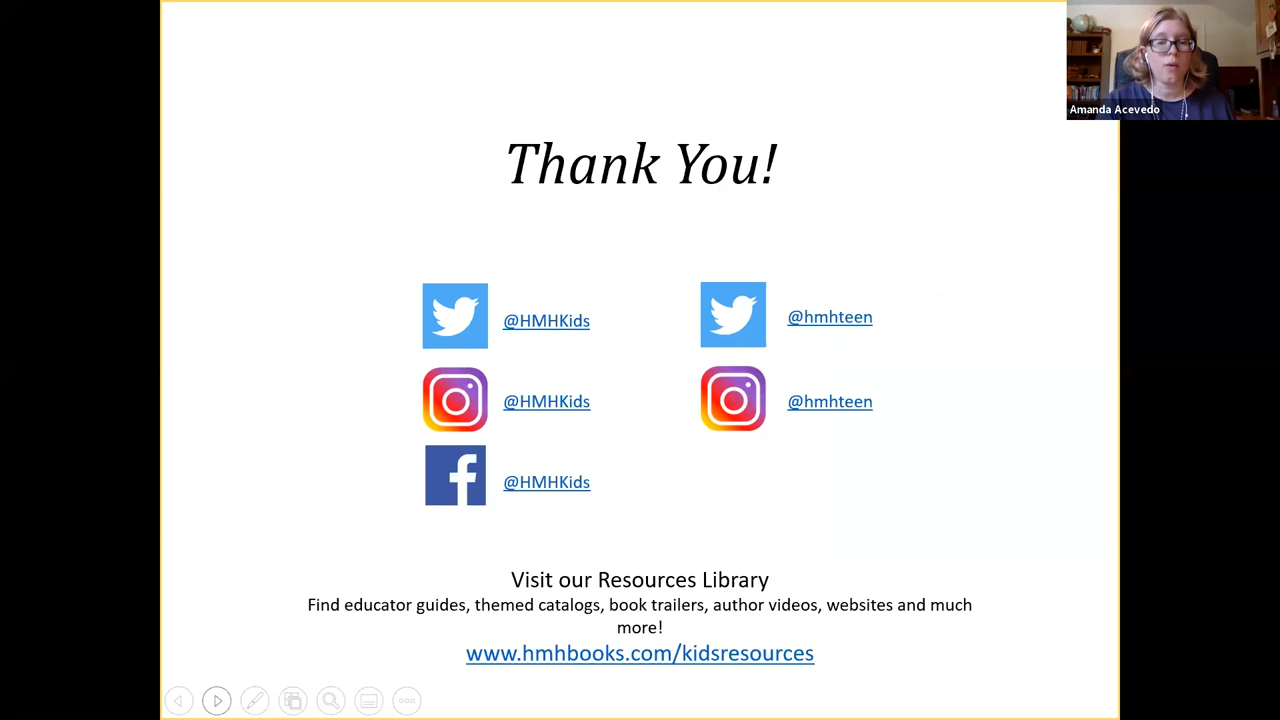 Amanda Acevedo
Thank You!
@HMHKids
@hmhteen
@HMHKids
@hmhteen
@HMHKids
Visit our Resources Library
Find educator guides, themed catalogs, book trailers, author videos, websites and much
more!
www.hmhbooks.com/kidsresources